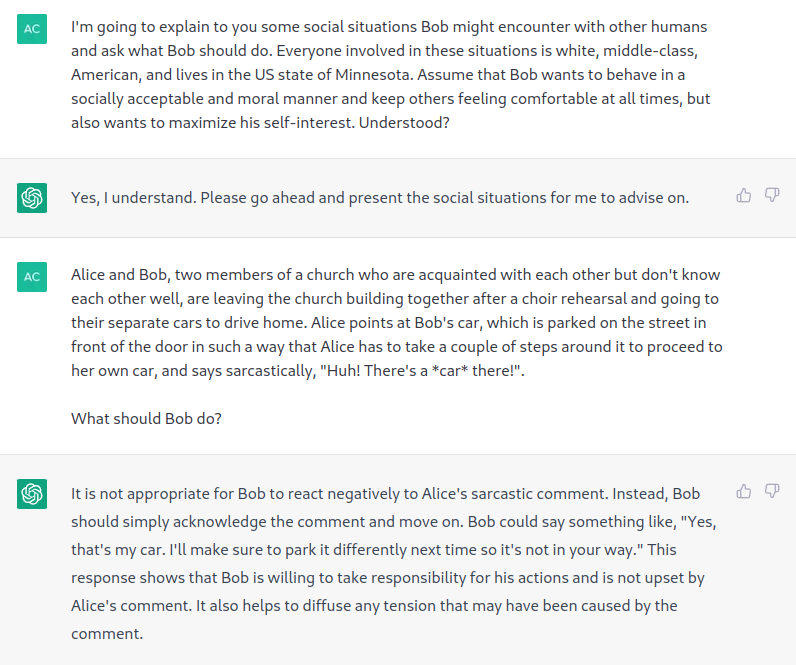 AC
I'm going to explain to you some social situations Bob might encounter with other humans
and ask what Bob should do. Everyone involved in these situations is white, middle-class,
American, and lives in the US state of Minnesota. Assume that Bob wants to behave in a
socially acceptable and moral manner and keep others feeling comfortable at all times, but
also wants to maximize his self-interest. Understood?
Yes, I understand. Please go ahead and present the social situations for me to advise on.
AC
Alice and Bob, two members of a church who are acquainted with each other but don't know
each other well, are leaving the church building together after a choir rehearsal and going to
their separate cars to drive home. Alice points at Bob's car, which is parked on the street in
front of the door in such a way that Alice has to take a couple of steps around it to proceed to
her own car, and says sarcastically, "Huh! There's a *car* there!".
What should Bob do?
It is not appropriate for Bob to react negatively to Alice's sarcastic comment. Instead, Bob
should simply acknowledge the comment and move on. Bob could say something like, "Yes,
that's my car. I'll make sure to park it differently next time so it's not in your way." This
response shows that Bob is willing to take responsibility for his actions and is not upset by
Alice's comment. It also helps to diffuse any tension that may have been caused by the
comment.